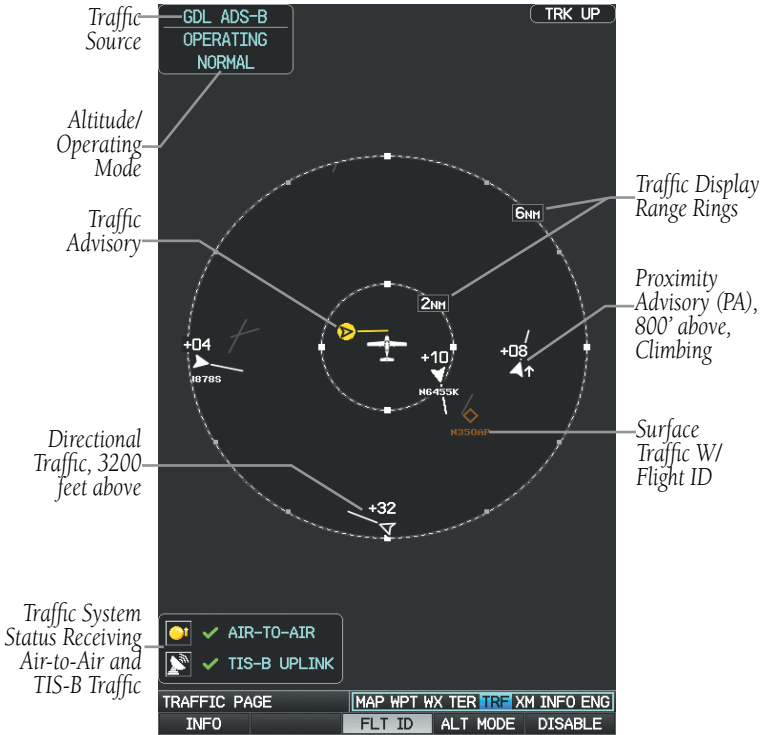 Traffic
Source
GDL ADS-B
OPERATING
NORMAL
TRK UP
Altitude/
Operating
Mode
Traffic Display
Range Rings
6NM
Traffic
Advisory
2NM
Proximity
Advisory (PA),
800' above,
Climbing
+04
I878S
+10
N6455K
+08
N350AP
Surface
Traffic W/
Flight ID
Directional
Traffic, 3200
feet above
+32
Traffic System
Status Receiving
Air-to-Air and
TIS-B Traffic
AIR-TO-AIR
TIS-B UPLINK
TRAFFIC PAGE
MAP WPT WX TER TRF XM INFO ENG
INFO
FLT ID
ALT MODE
DISABLE